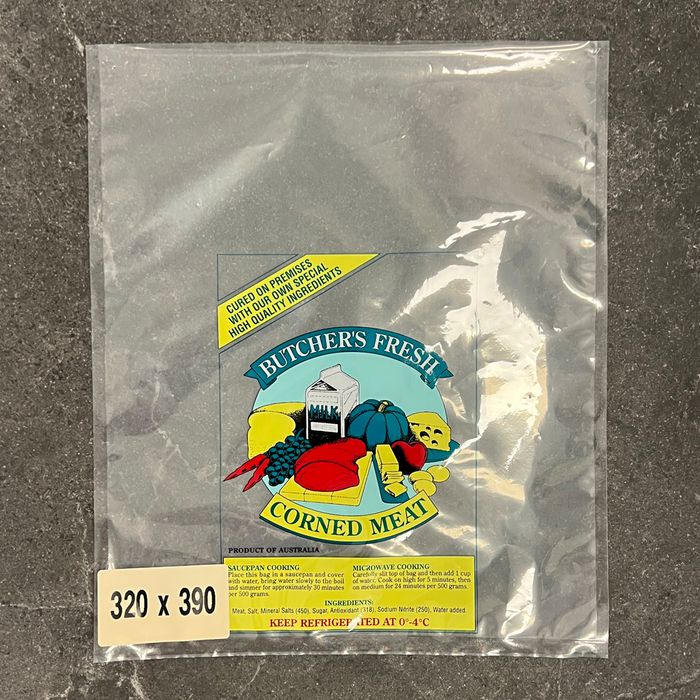 CURED ON PREMISES
WITH OUR OWN SPECIAL
HIGH QUALITY INGREDIENTS
BUTCHER'S FRESH
MILK
CORNED MEAT
PRODUCT OF AUSTRALIA
SAUCEPAN COOKING
Place this bag in a saucepan and cover
with water, bring water slowly to the boil
and simmer for approximately 30 minutes
per 500 grams.
MICROWAVE COOKING
Carefully slit top of bag and then add 1 cup
of water. Cook on high for 5 minutes, then
on medium for 24 minutes per 500 grams.
INGREDIENTS:
Meat, Salt, Mineral Salts (450), Sugar, Antioxidant (318), Sodium Nitrite (250), Water added.
KEEP REFRIGERATED AT 0°-4°C
320 x 390